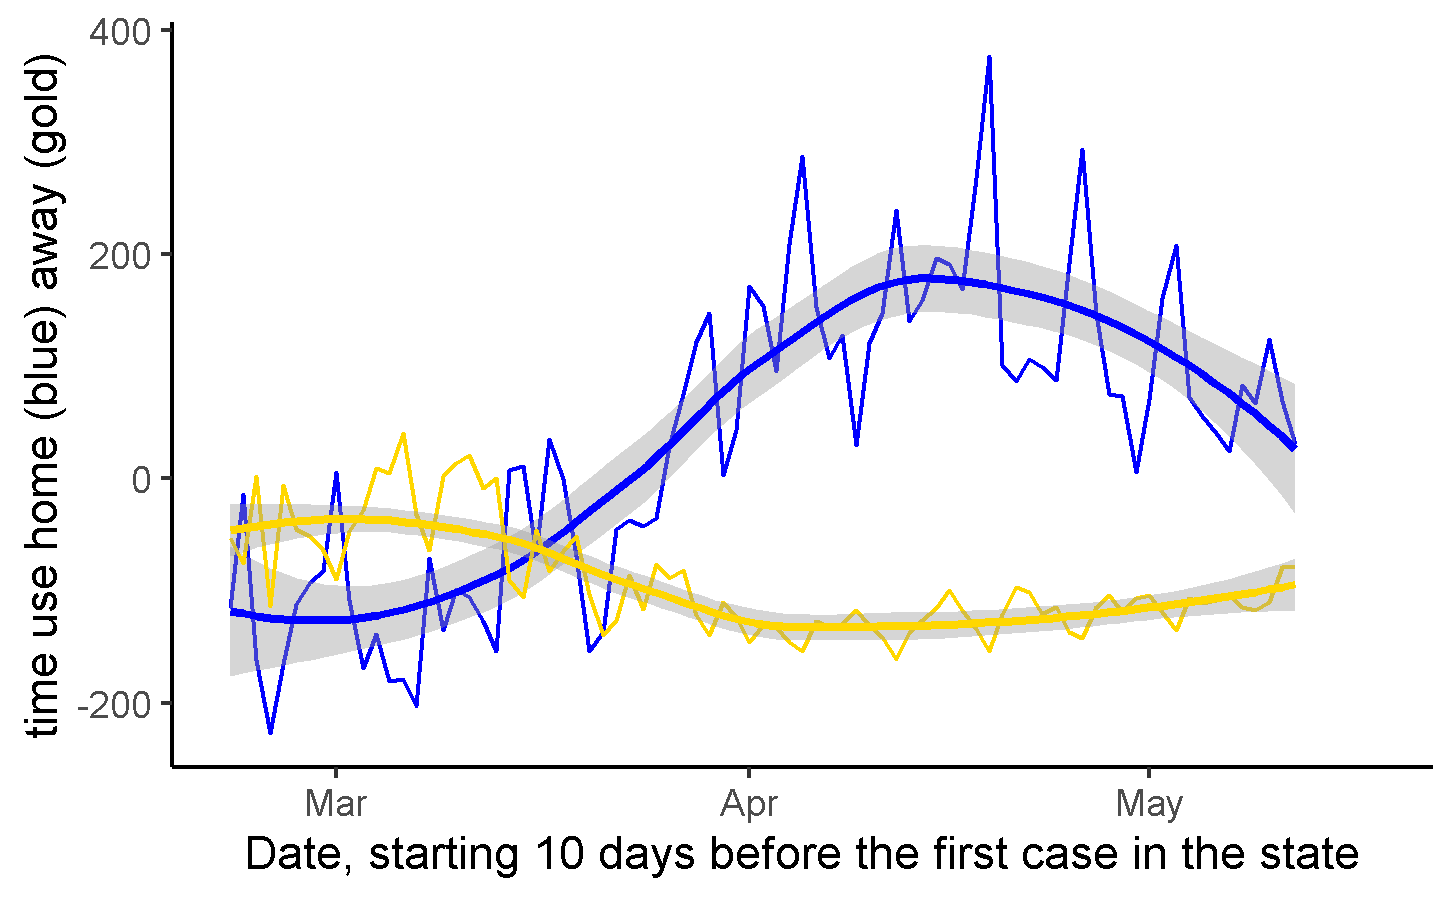 time use home (blue) away (gold)
400
200
0
-200
Mar
Apr
May
Date, starting 10 days before the first case in the state